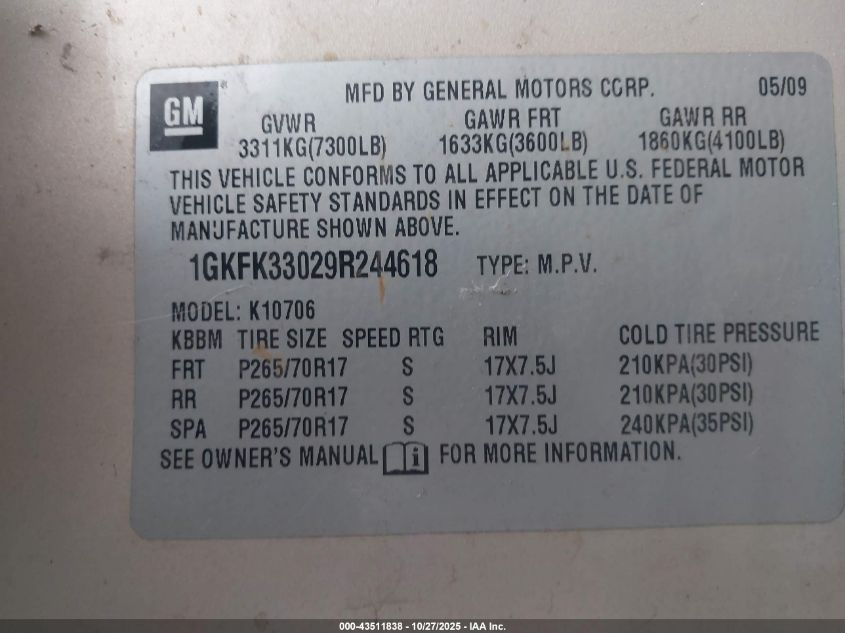 GM
MFD BY GENERAL MOTORS CORP. 05/09
GVWR GAWR FRT GAWR RR
3311KG(7300LB) 1633KG(3600LB) 1860KG(4100LB)
THIS VEHICLE CONFORMS TO ALL APPLICABLE U.S. FEDERAL MOTOR
VEHICLE SAFETY STANDARDS IN EFFECT ON THE DATE OF
MANUFACTURE SHOWN ABOVE.
1GKFK33029R244618 TYPE: M.P.V.
MODEL: K10706
KBBM TIRE SIZE SPEED RTG RIM COLD TIRE PRESSURE
FRT P265/70R17 S 17X7.5J 210KPA(30PSI)
RR P265/70R17 S 17X7.5J 210KPA(30PSI)
SPA P265/70R17 S 17X7.5J 240KPA(35PSI)
SEE OWNER'S MANUAL i FOR MORE INFORMATION.
000-43511838 - 10/27/2025 - IAA Inc.